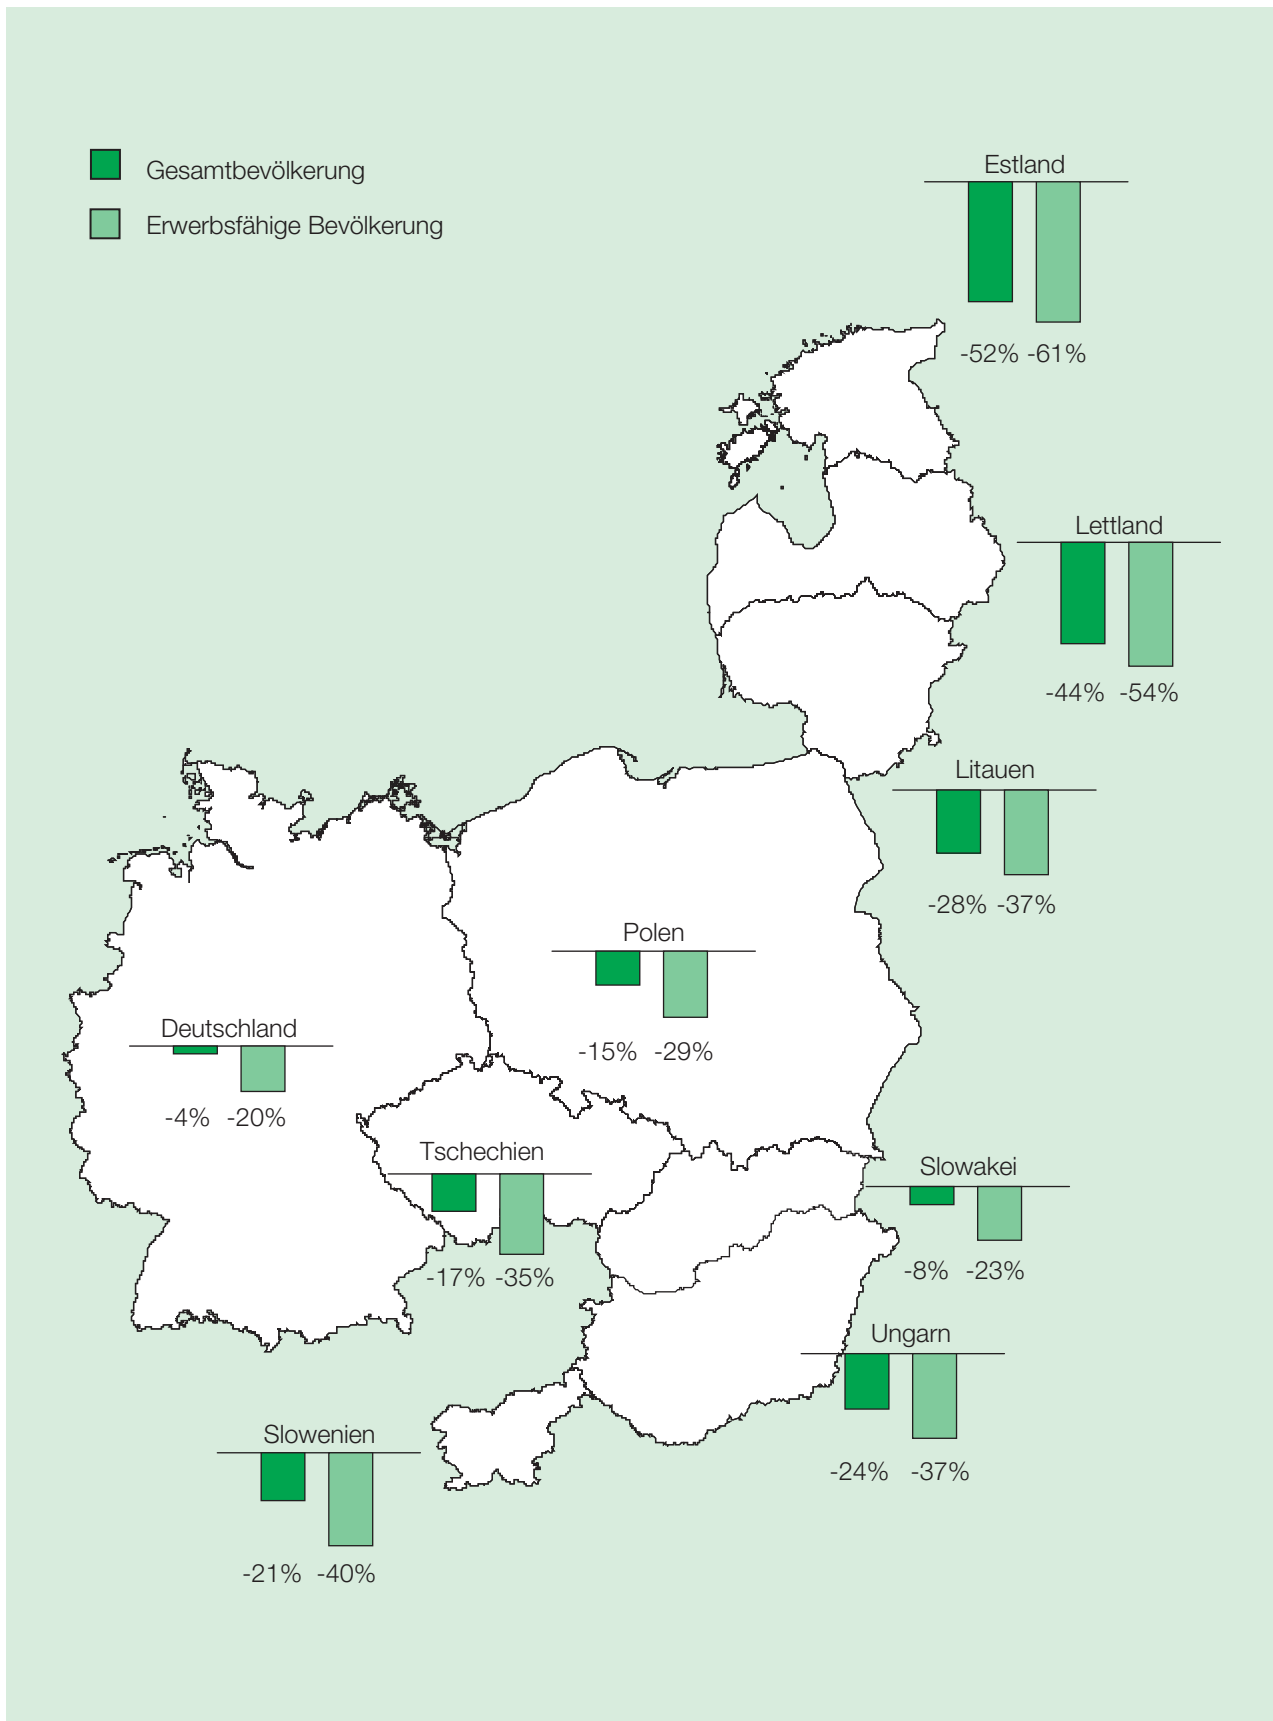 Gesamtbevölkerung
Erwerbsfähige Bevölkerung
Estland
-52% -61%
Lettland
-44% -54%
Litauen
-28% -37%
Polen
-15% -29%
Deutschland
-4% -20%
Tschechien
-17% -35%
Slowakei
-8% -23%
Ungarn
-24% -37%
Slowenien
-21% -40%